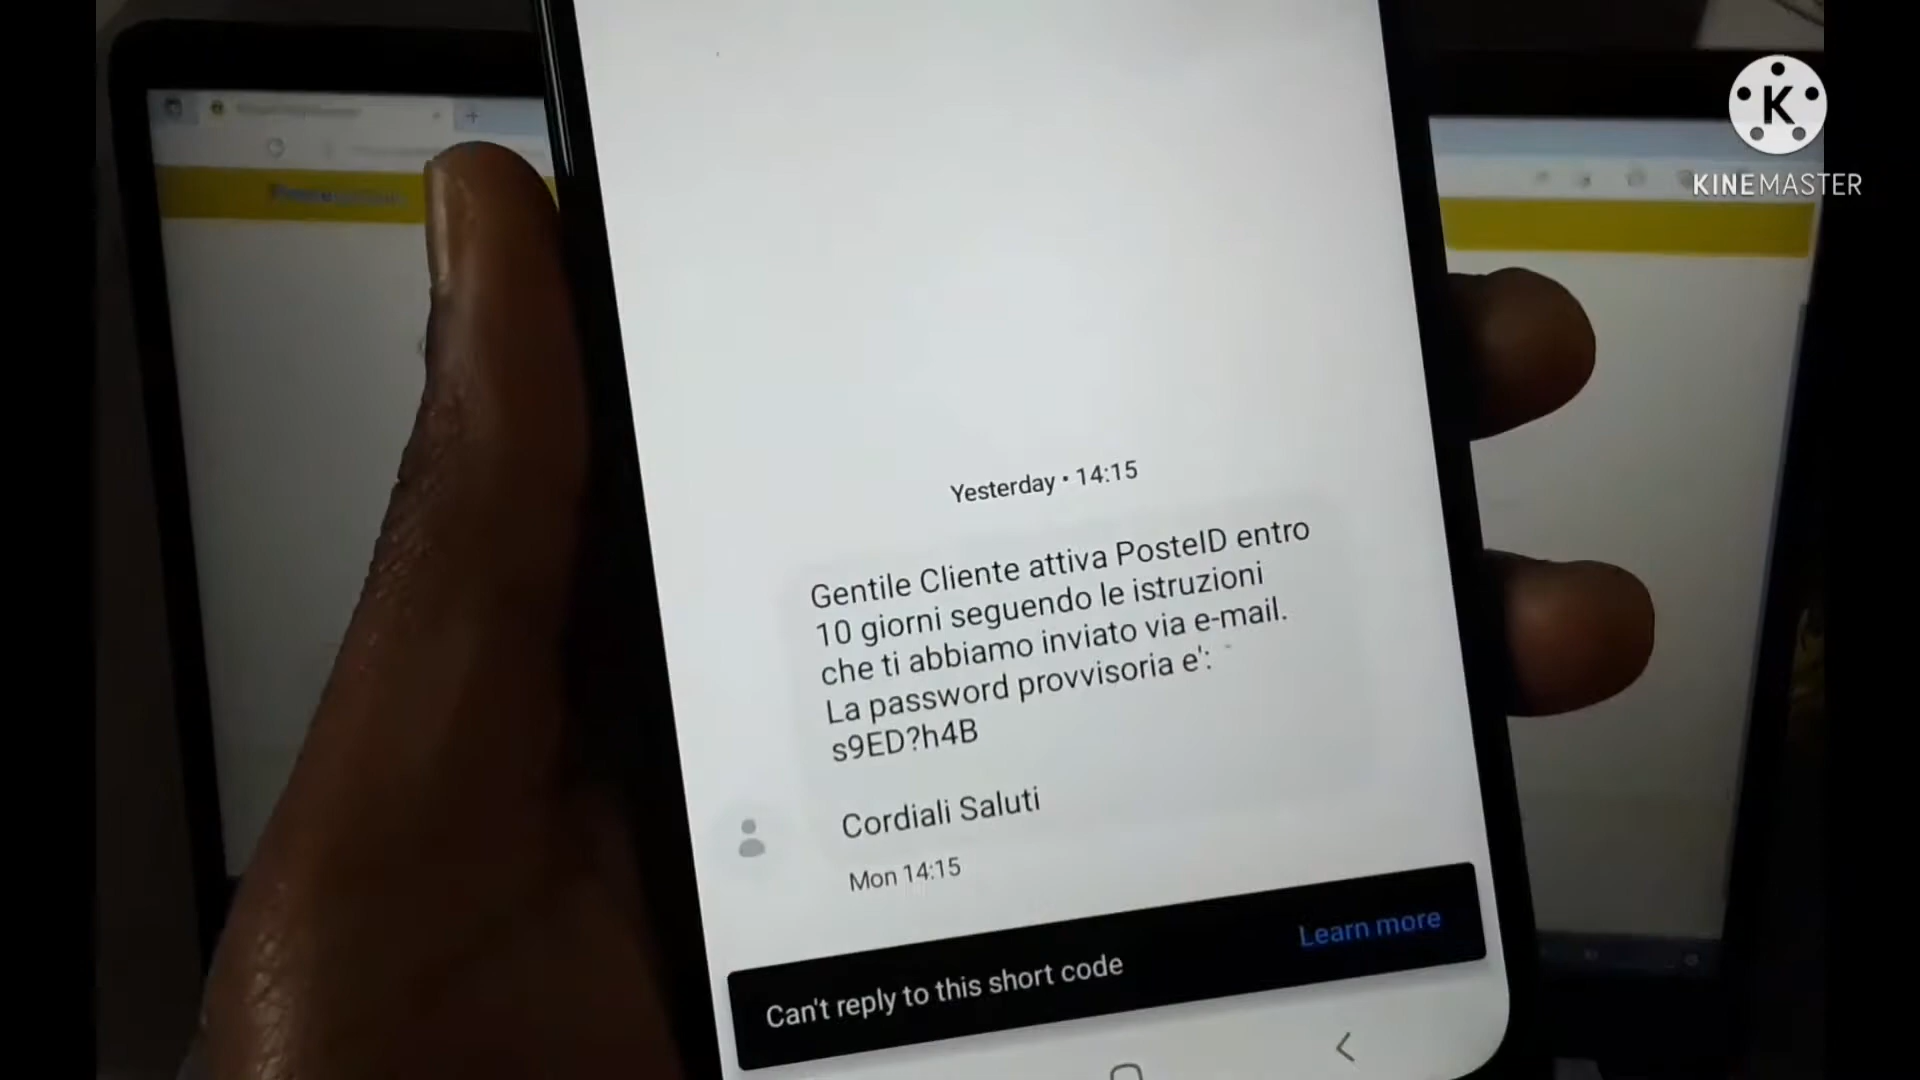 KINEMASTER
Yesterday • 14:15
Gentile Cliente attiva PosteID entro
10 giorni seguendo le istruzioni
che ti abbiamo inviato via e-mail.
La password provvisoria e':
s9ED?h4B
Cordiali Saluti
Mon 14:15
Can't reply to this short code
Learn more